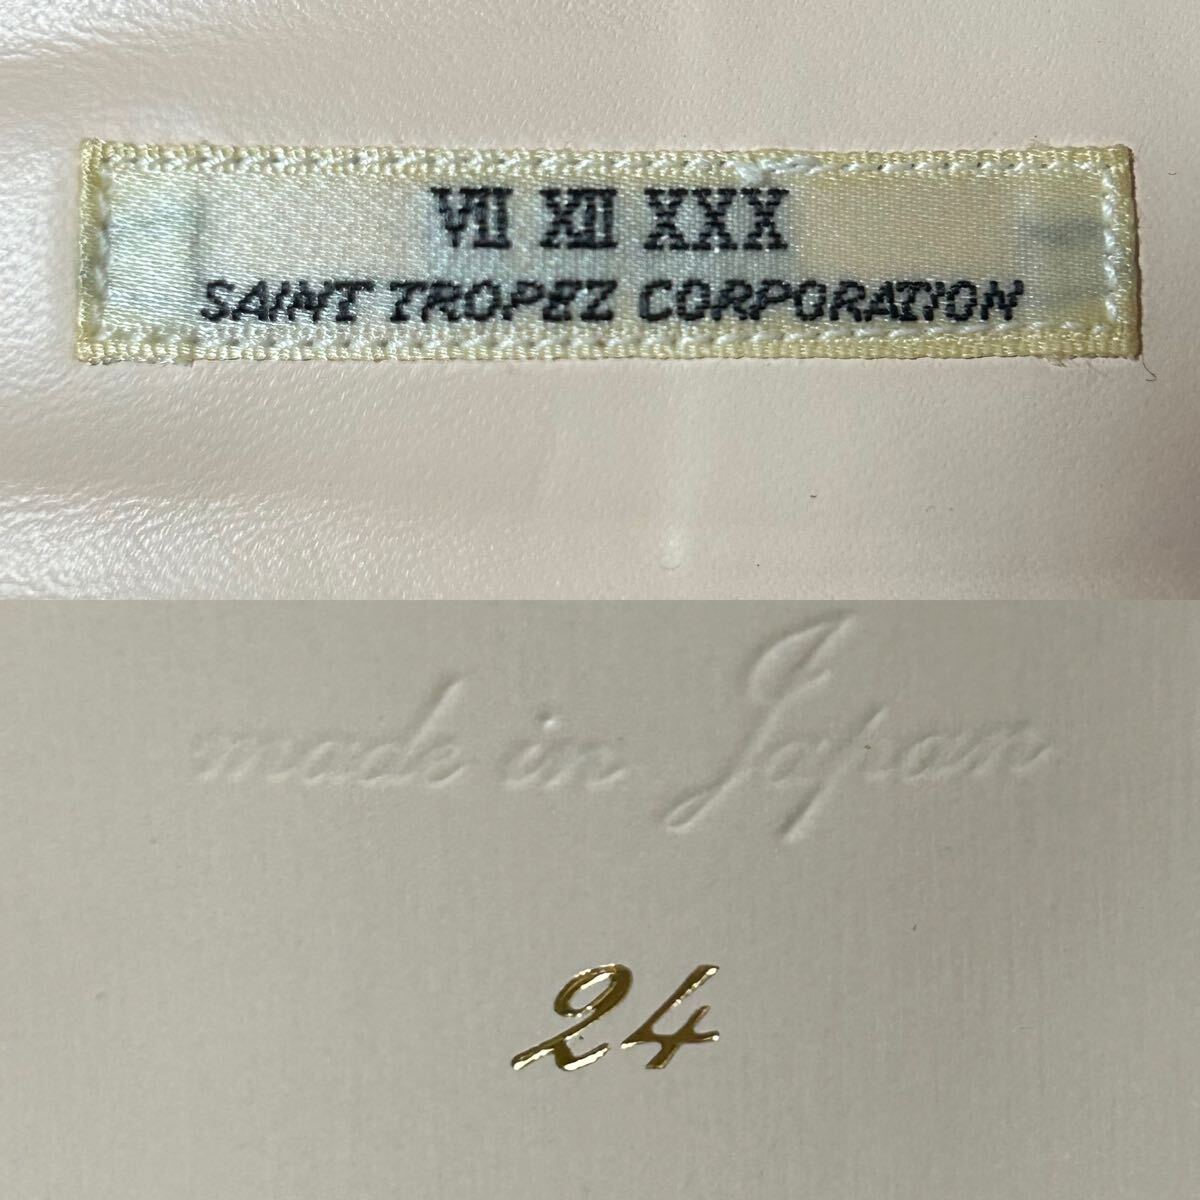 VII XII XXX
SAINT TROPEZ CORPORATION
made in Japan
24